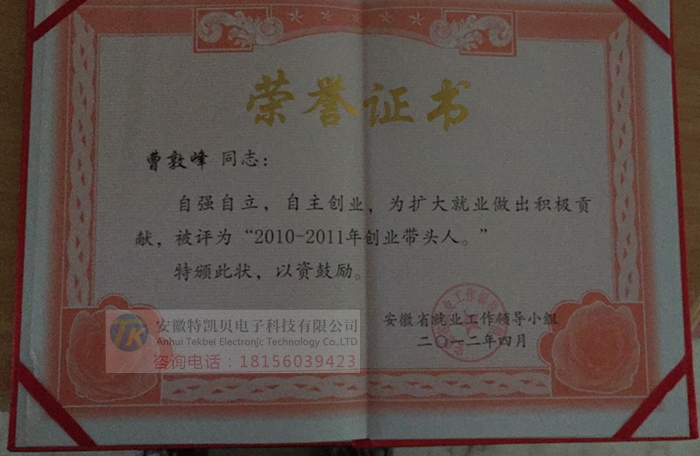 荣誉证书
曹敦峰 同志：
自强自立，自主创业，为扩大就业做出积极贡
献，被评为“2010-2011年创业带头人。”
特颁此状，以资鼓励。
安徽省就业工作领导小组
二〇一二年四月
TK
安徽特凯贝电子科技有限公司
Anhui Tekbei Electronic Technology Co.,LTD
咨询电话：18156039423